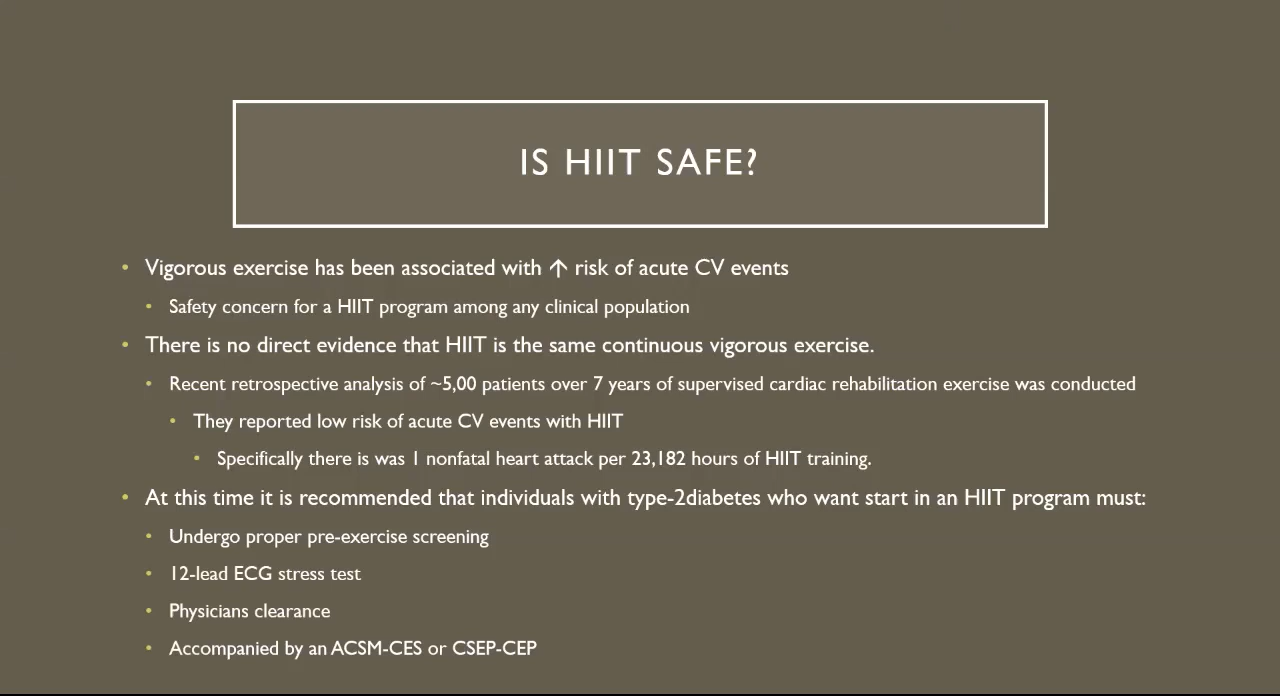 IS HIIT SAFE?
• Vigorous exercise has been associated with ↑ risk of acute CV events
• Safety concern for a HIIT program among any clinical population
• There is no direct evidence that HIIT is the same continuous vigorous exercise.
• Recent retrospective analysis of ~5,00 patients over 7 years of supervised cardiac rehabilitation exercise was conducted
• They reported low risk of acute CV events with HIIT
• Specifically there is was 1 nonfatal heart attack per 23,182 hours of HIIT training.
• At this time it is recommended that individuals with type-2diabetes who want start in an HIIT program must:
• Undergo proper pre-exercise screening
• 12-lead ECG stress test
• Physicians clearance
• Accompanied by an ACSM-CES or CSEP-CEP